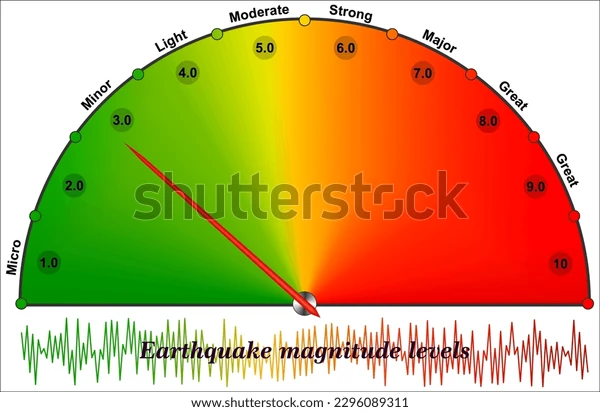 Micro
Minor
Light
Moderate
Strong
Major
Great
Great
1.0
2.0
3.0
4.0
5.0
6.0
7.0
8.0
9.0
10
shutterstock
Earthquake magnitude levels
shutterstock.com · 2296089311